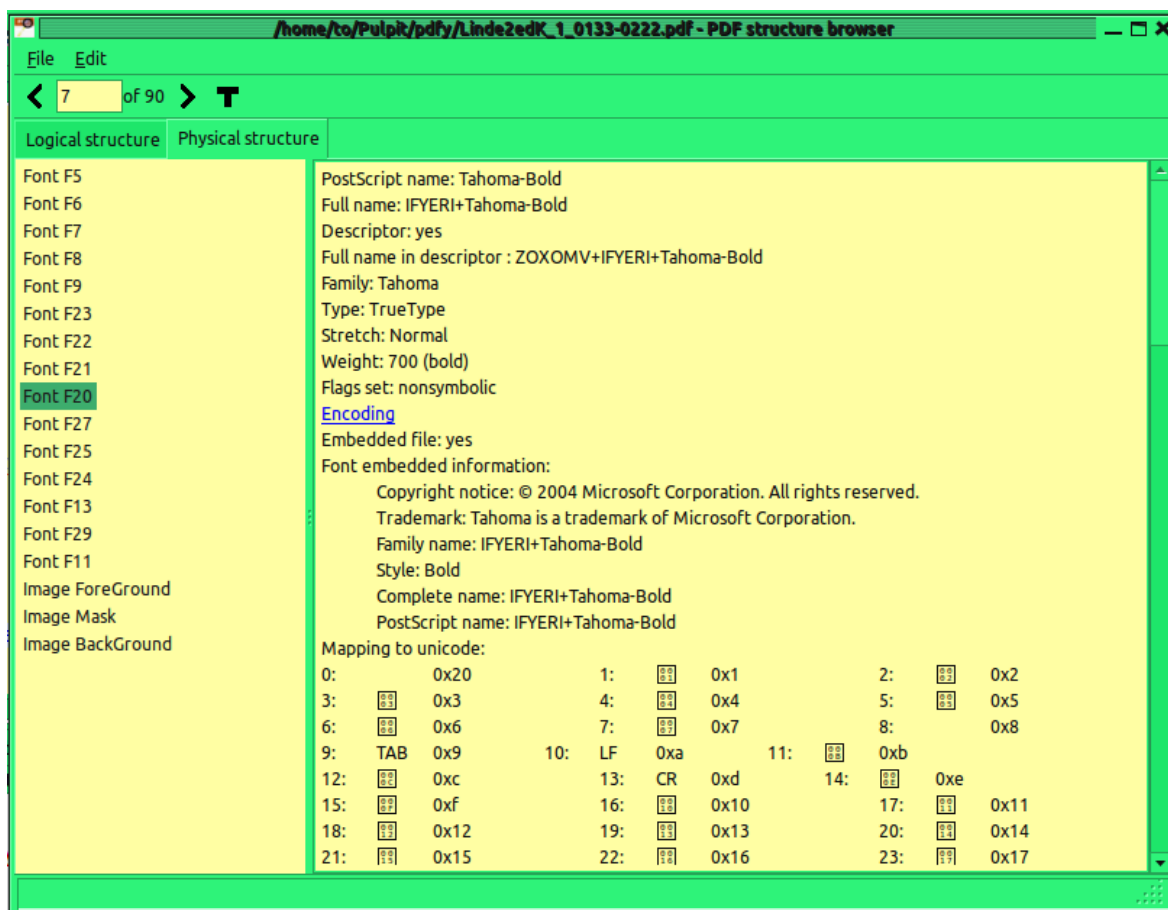 /home/to/Pulpit/pdfy/Linde2edK_1_0133-0222.pdf - PDF structure browser
File Edit
7 of 90 T
Logical structure Physical structure
Font F5
Font F6
Font F7
Font F8
Font F9
Font F23
Font F22
Font F21
Font F20
Font F27
Font F25
Font F24
Font F13
Font F29
Font F11
Image ForeGround
Image Mask
Image BackGround
PostScript name: Tahoma-Bold
Full name: IFYERI+Tahoma-Bold
Descriptor: yes
Full name in descriptor : ZOXOMV+IFYERI+Tahoma-Bold
Family: Tahoma
Type: TrueType
Stretch: Normal
Weight: 700 (bold)
Flags set: nonsymbolic
Encoding
Embedded file: yes
Font embedded information:
Copyright notice: © 2004 Microsoft Corporation. All rights reserved.
Trademark: Tahoma is a trademark of Microsoft Corporation.
Family name: IFYERI+Tahoma-Bold
Style: Bold
Complete name: IFYERI+Tahoma-Bold
PostScript name: IFYERI+Tahoma-Bold
Mapping to unicode:
0: 0x20 1: 0x1 2: 0x2
3: 0x3 4: 0x4 5: 0x5
6: 0x6 7: 0x7 8: 0x8
9: TAB 0x9 10: LF 0xa 11: 0xb
12: 0xc 13: CR 0xd 14: 0xe
15: 0xf 16: 0x10 17: 0x11
18: 0x12 19: 0x13 20: 0x14
21: 0x15 22: 0x16 23: 0x17